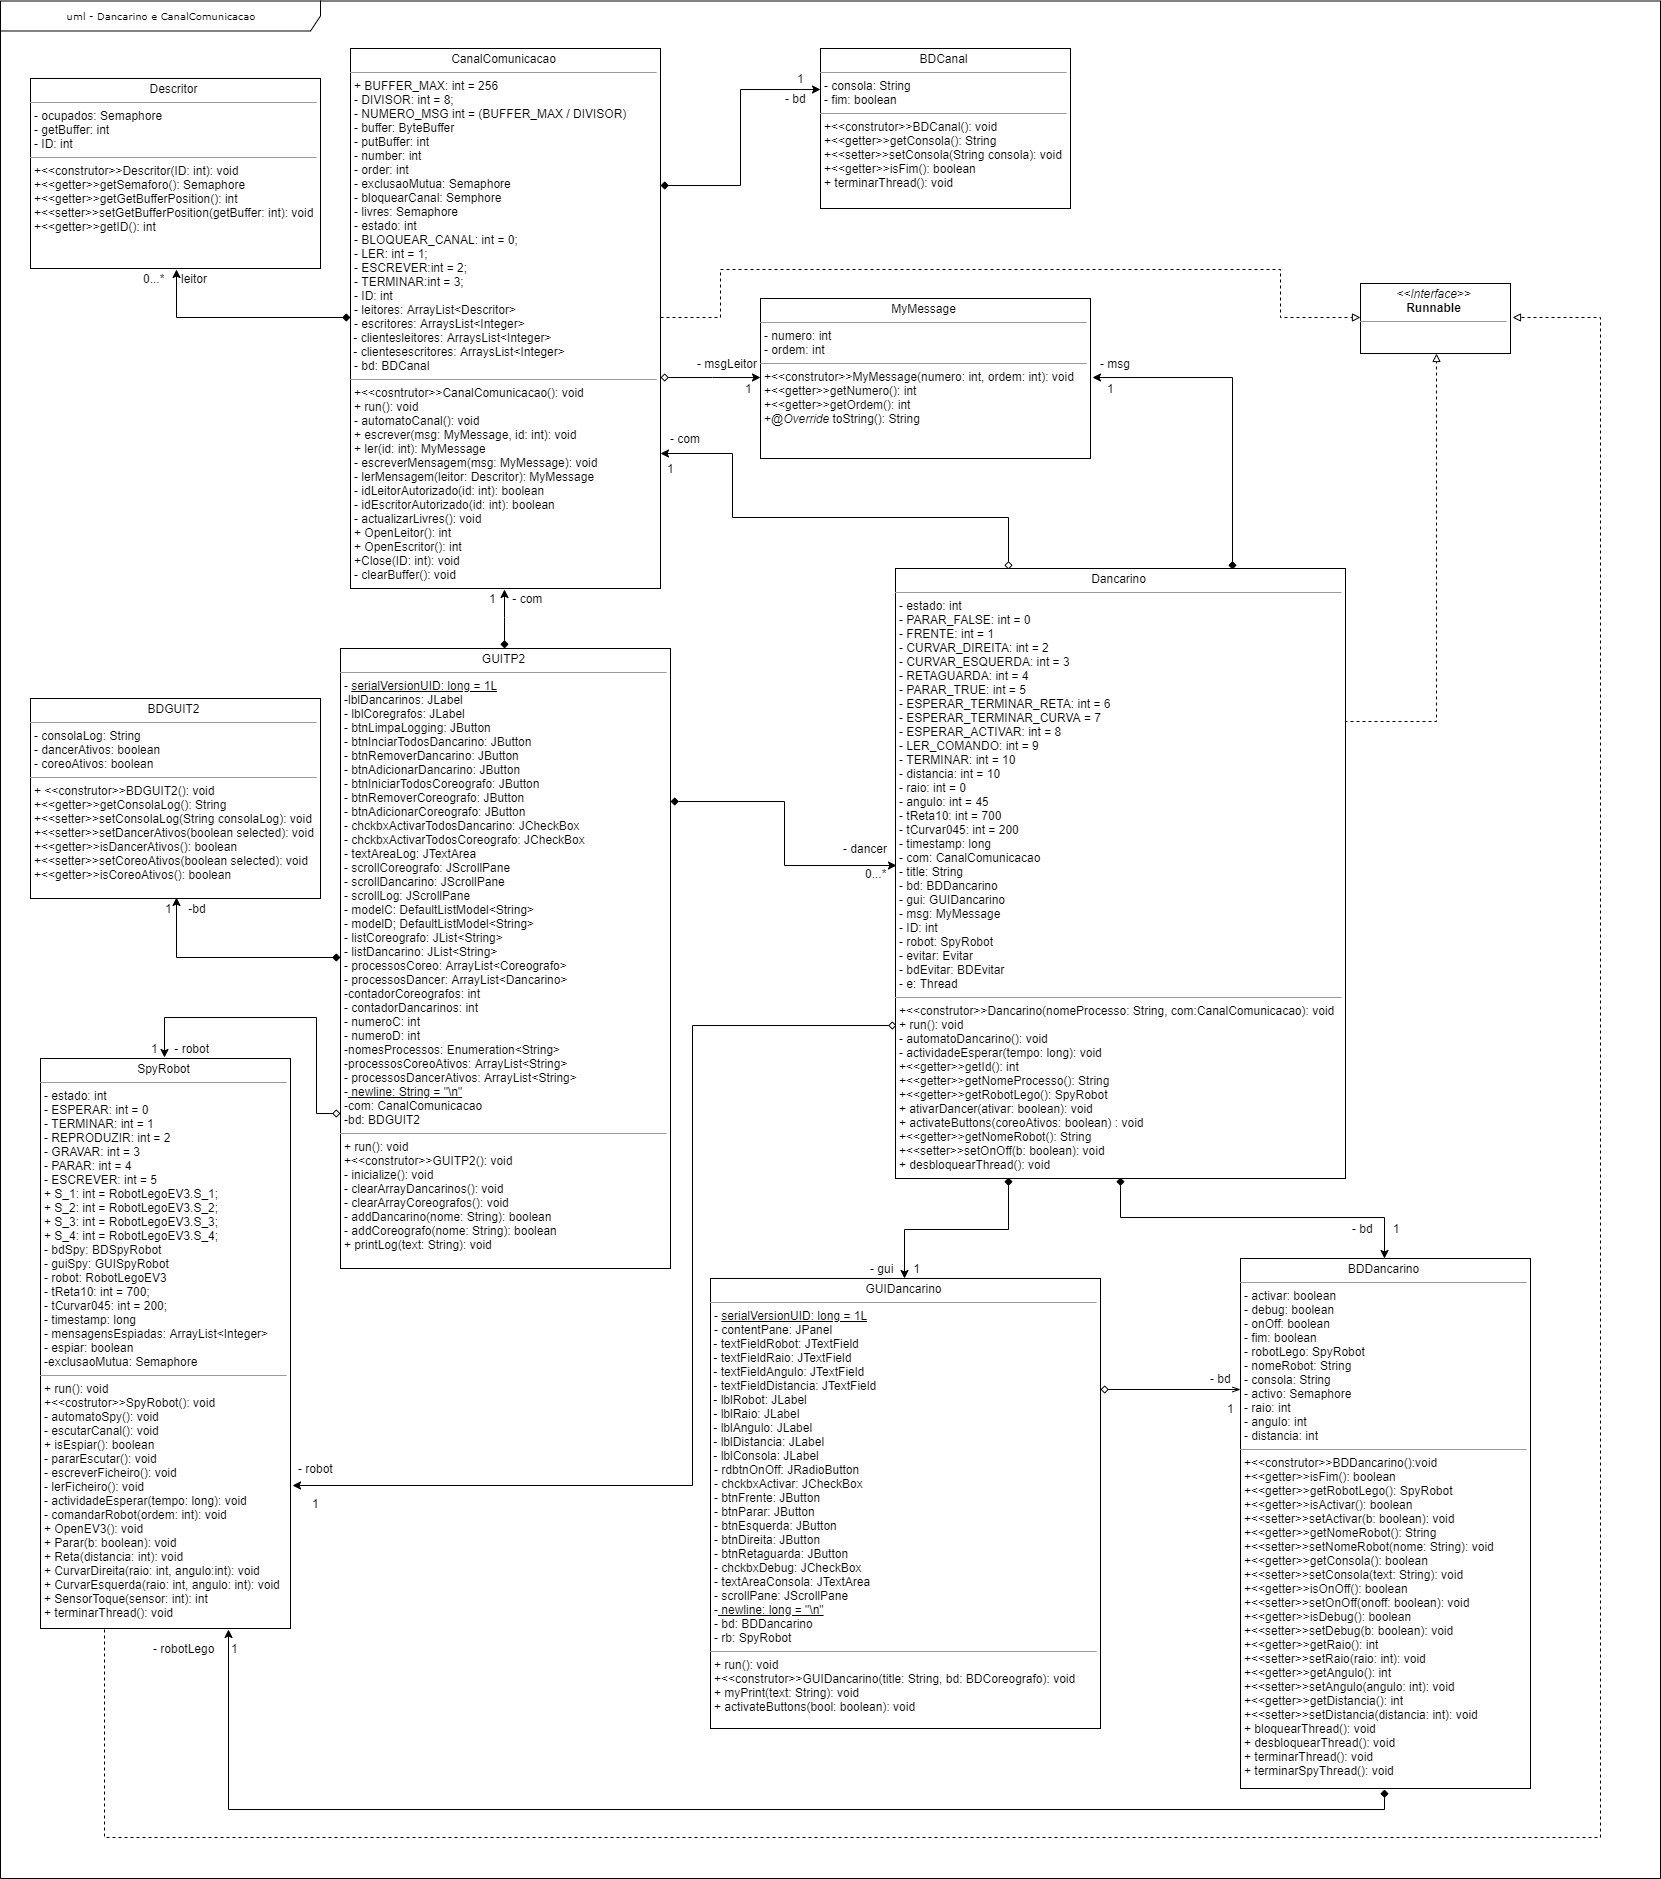 uml - Dancarino e CanalComunicacao
Descritor
- ocupados: Semaphore
- getBuffer: int
- ID: int
+<<construtor>>Descritor(ID: int): void
+<<getter>>getSemaforo(): Semaphore
+<<getter>>getGetBufferPosition(): int
+<<setter>>setGetBufferPosition(getBuffer: int): void
+<<getter>>getID(): int
0...*
leitor
CanalComunicacao
+ BUFFER_MAX: int = 256
- DIVISOR: int = 8;
- NUMERO_MSG int = (BUFFER_MAX / DIVISOR)
- buffer: ByteBuffer
- putBuffer: int
- number: int
- order: int
- exclusaoMutua: Semaphore
- bloquearCanal: Semphore
- livres: Semaphore
- estado: int
- BLOQUEAR_CANAL: int = 0;
- LER: int = 1;
- ESCREVER:int = 2;
- TERMINAR:int = 3;
- ID: int
- leitores: ArrayList<Descritor>
- escritores: ArraysList<Integer>
- clientesleitores: ArraysList<Integer>
- clientesescritores: ArraysList<Integer>
- bd: BDCanal
+<<cosntrutor>>CanalComunicacao(): void
+ run(): void
- automatoCanal(): void
+ escrever(msg: MyMessage, id: int): void
+ ler(id: int): MyMessage
- escreverMensagem(msg: MyMessage): void
- lerMensagem(leitor: Descritor): MyMessage
- idLeitorAutorizado(id: int): boolean
- idEscritorAutorizado(id: int): boolean
- actualizarLivres(): void
+ OpenLeitor(): int
+ OpenEscritor(): int
+Close(ID: int): void
- clearBuffer(): void
1
- bd
BDCanal
- consola: String
- fim: boolean
+<<construtor>>BDCanal(): void
+<<getter>>getConsola(): String
+<<setter>>setConsola(String consola): void
+<<getter>>isFim(): boolean
+ terminarThread(): void
- msgLeitor
1
MyMessage
- numero: int
- ordem: int
+<<construtor>>MyMessage(numero: int, ordem: int): void
+<<getter>>getNumero(): int
+<<getter>>getOrdem(): int
+@Override toString(): String
- msg
1
<<Interface>>
Runnable
- com
1
1
- com
GUITP2
- serialVersionUID: long = 1L
-lblDancarinos: JLabel
- lblCoregrafos: JLabel
- btnLimpaLogging: JButton
- btnInciarTodosDancarino: JButton
- btnRemoverDancarino: JButton
- btnAdicionarDancarino: JButton
- btnIniciarTodosCoreografo: JButton
- btnRemoverCoreografo: JButton
- btnAdicionarCoreografo: JButton
- chckbxActivarTodosDancarino: JCheckBox
- chckbxActivarTodosCoreografo: JCheckBox
- textAreaLog: JTextArea
- scrollCoreografo: JScrollPane
- scrollDancarino: JScrollPane
- scrollLog: JScrollPane
- modelC: DefaultListModel<String>
- modelD; DefaultListModel<String>
- listCoreografo: JList<String>
- listDancarino: JList<String>
- processosCoreo: ArrayList<Coreografo>
- processosDancer: ArrayList<Dancarino>
-contadorCoreografos: int
- contadorDancarinos: int
- numeroC: int
- numeroD: int
-nomesProcessos: Enumeration<String>
-processosCoreoAtivos: ArrayList<String>
- processosDancerAtivos: ArrayList<String>
- newline: String = "\n"
-com: CanalComunicacao
-bd: BDGUIT2
+ run(): void
+<<construtor>>GUITP2(): void
- inicialize(): void
- clearArrayDancarinos(): void
- clearArrayCoreografos(): void
- addDancarino(nome: String): boolean
- addCoreografo(nome: String): boolean
+ printLog(text: String): void
BDGUIT2
- consolaLog: String
- dancerAtivos: boolean
- coreoAtivos: boolean
+ <<construtor>>BDGUIT2(): void
+<<getter>>getConsolaLog(): String
+<<setter>>setConsolaLog(String consolaLog): void
+<<setter>>setDancerAtivos(boolean selected): void
+<<getter>>isDancerAtivos(): boolean
+<<setter>>setCoreoAtivos(boolean selected): void
+<<getter>>isCoreoAtivos(): boolean
1
-bd
- dancer
0...*
Dancarino
- estado: int
- PARAR_FALSE: int = 0
- FRENTE: int = 1
- CURVAR_DIREITA: int = 2
- CURVAR_ESQUERDA: int = 3
- RETAGUARDA: int = 4
- PARAR_TRUE: int = 5
- ESPERAR_TERMINAR_RETA: int = 6
- ESPERAR_TERMINAR_CURVA = 7
- ESPERAR_ACTIVAR: int = 8
- LER_COMANDO: int = 9
- TERMINAR: int = 10
- distancia: int = 10
- raio: int = 0
- angulo: int = 45
- tReta10: int = 700
- tCurvar045: int = 200
- timestamp: long
- com: CanalComunicacao
- title: String
- bd: BDDancarino
- gui: GUIDancarino
- msg: MyMessage
- ID: int
- robot: SpyRobot
- evitar: Evitar
- bdEvitar: BDEvitar
- e: Thread
+<<construtor>>Dancarino(nomeProcesso: String, com:CanalComunicacao): void
+ run(): void
- automatoDancarino(): void
- actividadeEsperar(tempo: long): void
+<<getter>>getId(): int
+<<getter>>getNomeProcesso(): String
+<<getter>>getRobotLego(): SpyRobot
+ ativarDancer(ativar: boolean): void
+ activateButtons(coreoAtivos: boolean) : void
+<<getter>>getNomeRobot(): String
+<<setter>>setOnOff(b: boolean): void
+ desbloquearThread(): void
1
- robot
SpyRobot
- estado: int
- ESPERAR: int = 0
- TERMINAR: int = 1
- REPRODUZIR: int = 2
- GRAVAR: int = 3
- PARAR: int = 4
- ESCREVER: int = 5
+ S_1: int = RobotLegoEV3.S_1;
+ S_2: int = RobotLegoEV3.S_2;
+ S_3: int = RobotLegoEV3.S_3;
+ S_4: int = RobotLegoEV3.S_4;
- bdSpy: BDSpyRobot
- guiSpy: GUISpyRobot
- robot: RobotLegoEV3
- tReta10: int = 700;
- tCurvar045: int = 200;
- timestamp: long
- mensagensEspiadas: ArrayList<Integer>
- espiar: boolean
-exclusaoMutua: Semaphore
+ run(): void
+<<costrutor>>SpyRobot(): void
- automatoSpy(): void
- escutarCanal(): void
+ isEspiar(): boolean
- pararEscutar(): void
- escreverFicheiro(): void
- lerFicheiro(): void
- actividadeEsperar(tempo: long): void
- comandarRobot(ordem: int): void
+ OpenEV3(): void
+ Parar(b: boolean): void
+ Reta(distancia: int): void
+ CurvarDireita(raio: int, angulo:int): void
+ CurvarEsquerda(raio: int, angulo: int): void
+ SensorToque(sensor: int): int
+ terminarThread(): void
- robot
1
- robotLego
1
- gui
1
GUIDancarino
- serialVersionUID: long = 1L
- contentPane: JPanel
- textFieldRobot: JTextField
- textFieldRaio: JTextField
- textFieldAngulo: JTextField
- textFieldDistancia: JTextField
- lblRobot: JLabel
- lblRaio: JLabel
- lblAngulo: JLabel
- lblDistancia: JLabel
- lblConsola: JLabel
- rdbtnOnOff: JRadioButton
- chckbxActivar: JCheckBox
- btnFrente: JButton
- btnParar: JButton
- btnEsquerda: JButton
- btnDireita: JButton
- btnRetaguarda: JButton
- chckbxDebug: JCheckBox
- textAreaConsola: JTextArea
- scrollPane: JScrollPane
- newline: long = "\n"
- bd: BDDancarino
- rb: SpyRobot
+ run(): void
+<<construtor>>GUIDancarino(title: String, bd: BDCoreografo): void
+ myPrint(text: String): void
+ activateButtons(bool: boolean): void
- bd
1
- bd
1
BDDancarino
- activar: boolean
- debug: boolean
- onOff: boolean
- fim: boolean
- robotLego: SpyRobot
- nomeRobot: String
- consola: String
- activo: Semaphore
- raio: int
- angulo: int
- distancia: int
+<<construtor>>BDDancarino():void
+<<getter>>isFim(): boolean
+<<getter>>getRobotLego(): SpyRobot
+<<getter>>isActivar(): boolean
+<<setter>>setActivar(b: boolean): void
+<<getter>>getNomeRobot(): String
+<<setter>>setNomeRobot(nome: String): void
+<<getter>>getConsola(): boolean
+<<setter>>setConsola(text: String): void
+<<getter>>isOnOff(): boolean
+<<setter>>setOnOff(onoff: boolean): void
+<<getter>>isDebug(): boolean
+<<setter>>setDebug(b: boolean): void
+<<getter>>getRaio(): int
+<<setter>>setRaio(raio: int): void
+<<getter>>getAngulo(): int
+<<setter>>setAngulo(angulo: int): void
+<<getter>>getDistancia(): int
+<<setter>>setDistancia(distancia: int): void
+ bloquearThread(): void
+ desbloquearThread(): void
+ terminarThread(): void
+ terminarSpyThread(): void